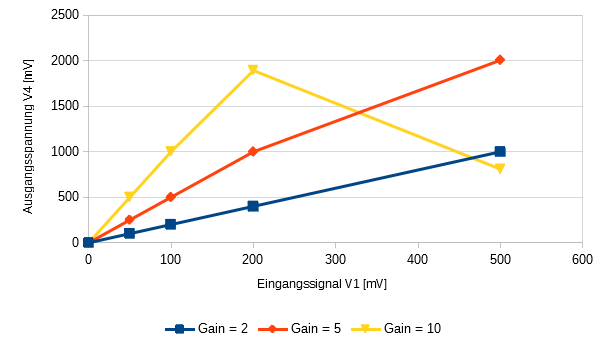 2500
2000
1500
1000
500
0
Ausgangsspannung V4 [mV]
0 100 200 300 400 500 600
Eingangssignal V1 [mV]
Gain = 2 Gain = 5 Gain = 10